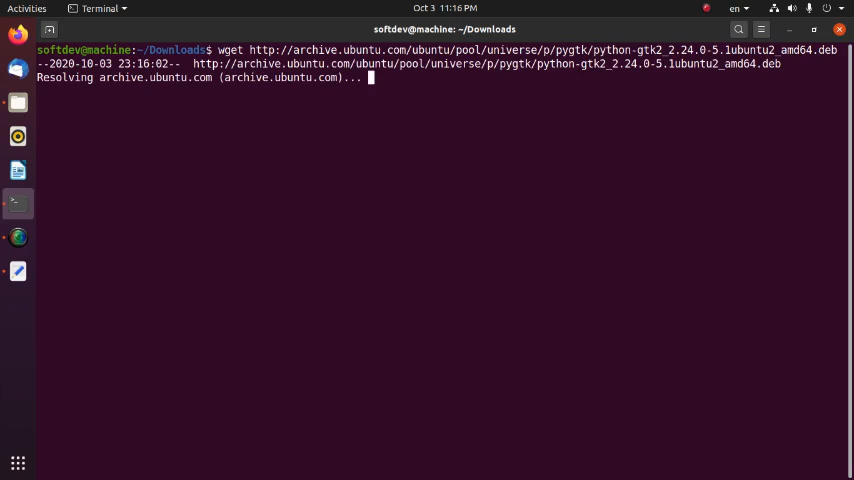 Activities
Terminal
Oct 3 11:16 PM
en
softdev@machine: ~/Downloads
softdev@machine:~/Downloads$ wget http://archive.ubuntu.com/ubuntu/pool/universe/p/pygtk/python-gtk2_2.24.0-5.1ubuntu2_amd64.deb
--2020-10-03 23:16:02--  http://archive.ubuntu.com/ubuntu/pool/universe/p/pygtk/python-gtk2_2.24.0-5.1ubuntu2_amd64.deb
Resolving archive.ubuntu.com (archive.ubuntu.com)...